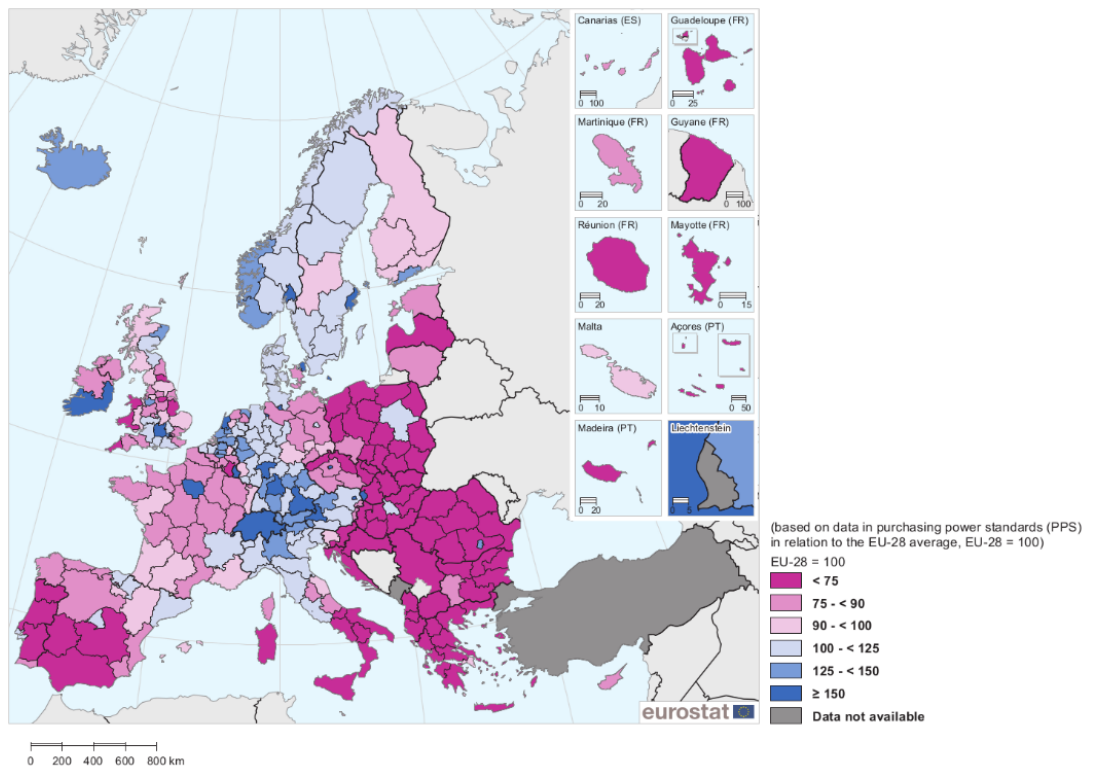 Canarias (ES)
0 100
Guadeloupe (FR)
0 25
Martinique (FR)
0 20
Guyane (FR)
0 100
Réunion (FR)
0 20
Mayotte (FR)
0 15
Malta
0 10
Açores (PT)
0 50
Madeira (PT)
0 20
Liechtenstein
0 5
(based on data in purchasing power standards (PPS)
in relation to the EU-28 average, EU-28 = 100)
EU-28 = 100
< 75
75 - < 90
90 - < 100
100 - < 125
125 - < 150
≥ 150
Data not available
eurostat
0 200 400 600 800 km